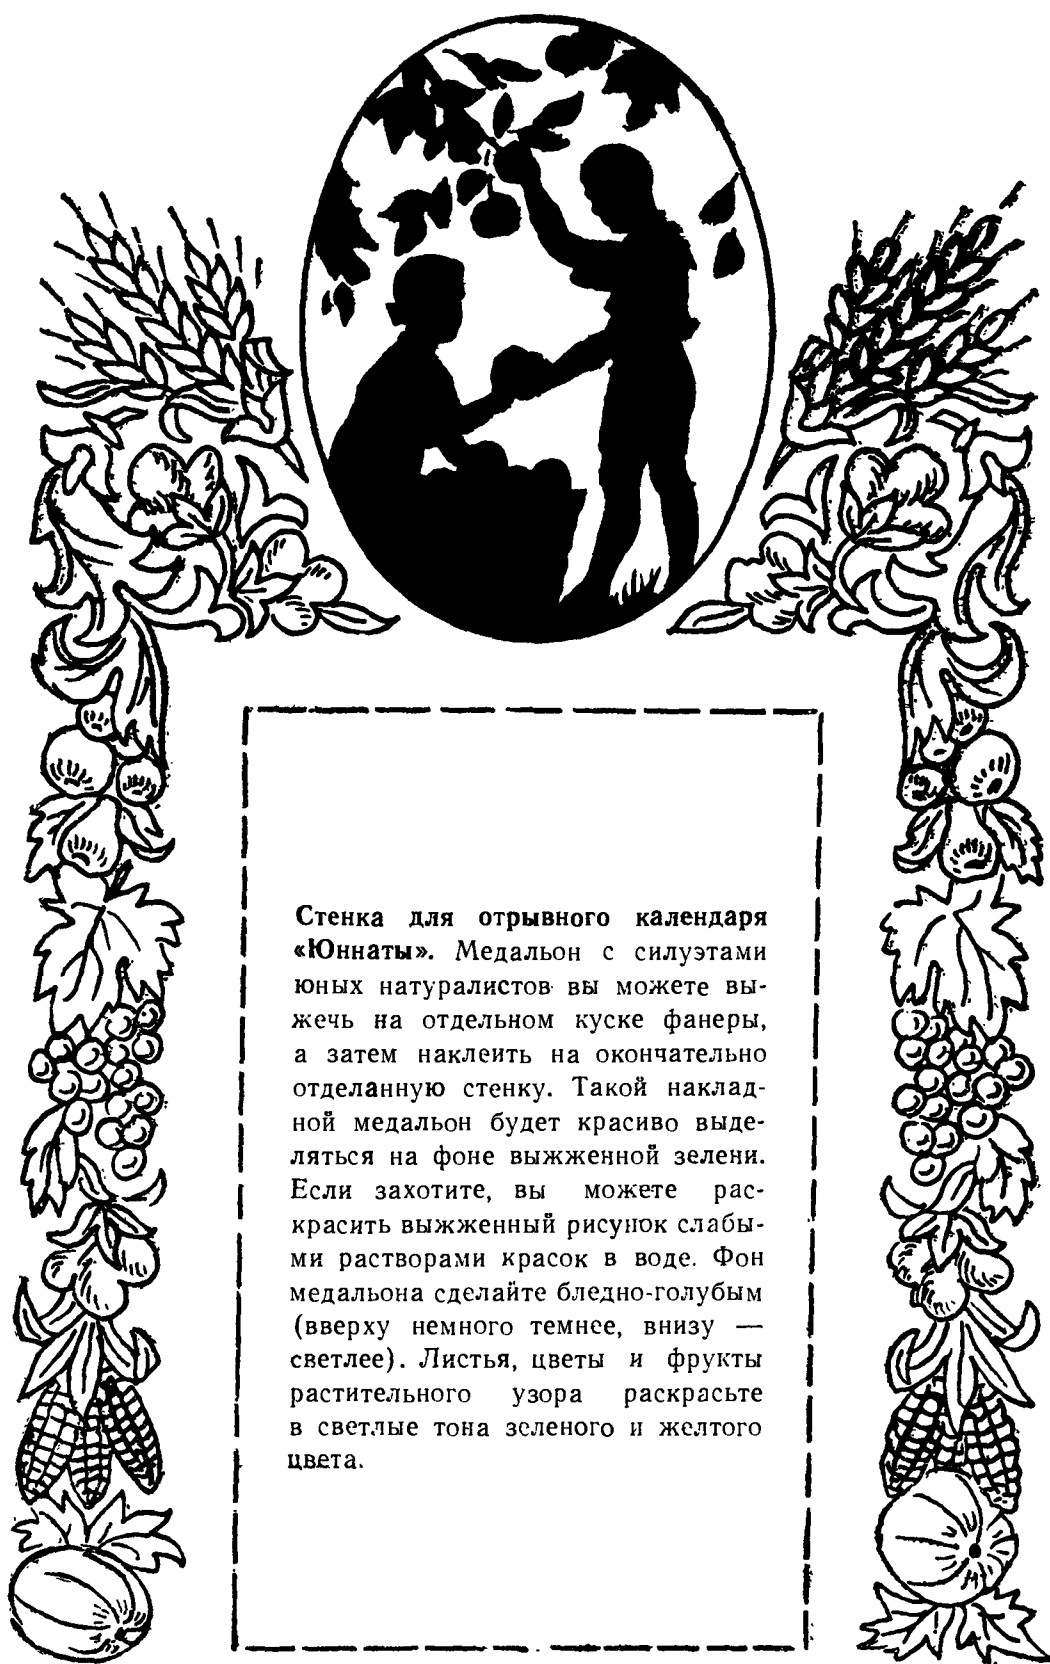 Стенка для отрывного календаря
«Юннаты». Медальон с силуэтами
юных натуралистов вы можете вы-
жечь на отдельном куске фанеры,
а затем наклеить на окончательно
отделанную стенку. Такой наклад-
ной медальон будет красиво выде-
ляться на фоне выжженной зелени.
Если захотите, вы можете рас-
красить выжженный рисунок слабы-
ми растворами красок в воде. Фон
медальона сделайте бледно-голубым
(вверху немного темнее, внизу —
светлее). Листья, цветы и фрукты
растительного узора раскрасьте
в светлые тона зеленого и желтого
цвета.